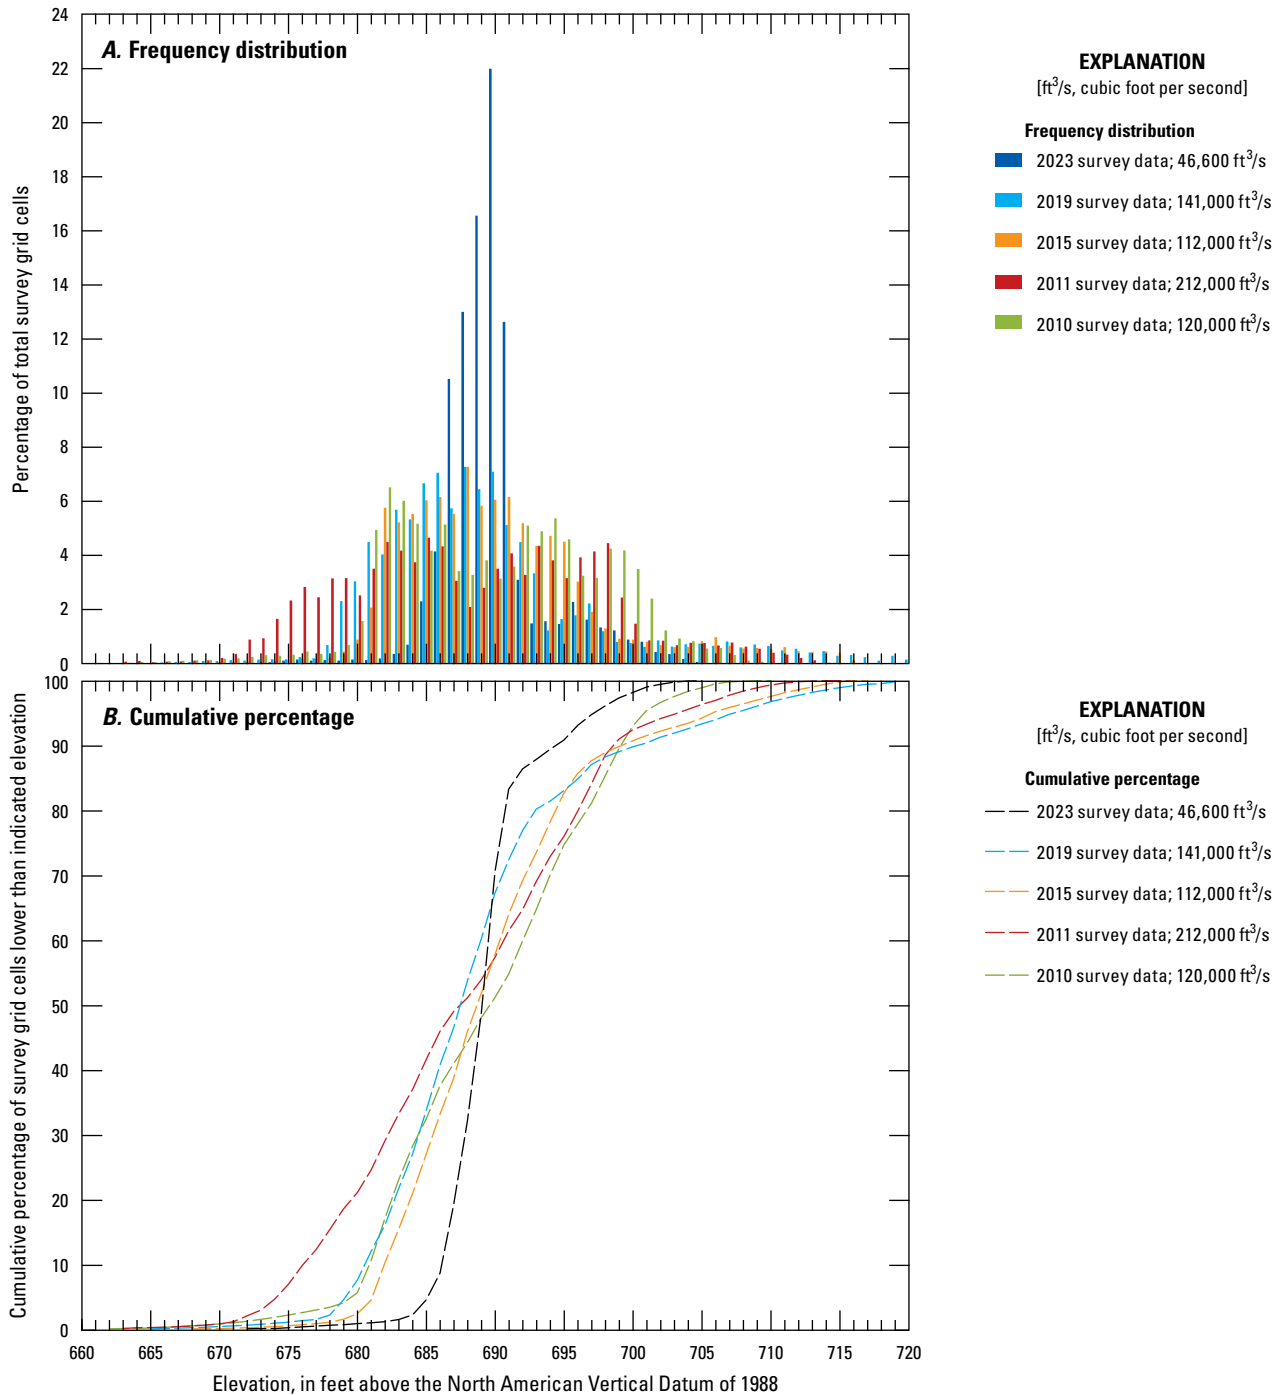 A. Frequency distribution
24
22
20
18
16
14
12
10
8
6
4
2
0
Percentage of total survey grid cells
EXPLANATION
[ft³/s, cubic foot per second]
Frequency distribution
2023 survey data; 46,600 ft³/s
2019 survey data; 141,000 ft³/s
2015 survey data; 112,000 ft³/s
2011 survey data; 212,000 ft³/s
2010 survey data; 120,000 ft³/s
B. Cumulative percentage
100
90
80
70
60
50
40
30
20
10
0
Cumulative percentage of survey grid cells lower than indicated elevation
660 665 670 675 680 685 690 695 700 705 710 715 720
Elevation, in feet above the North American Vertical Datum of 1988
EXPLANATION
[ft³/s, cubic foot per second]
Cumulative percentage
2023 survey data; 46,600 ft³/s
2019 survey data; 141,000 ft³/s
2015 survey data; 112,000 ft³/s
2011 survey data; 212,000 ft³/s
2010 survey data; 120,000 ft³/s